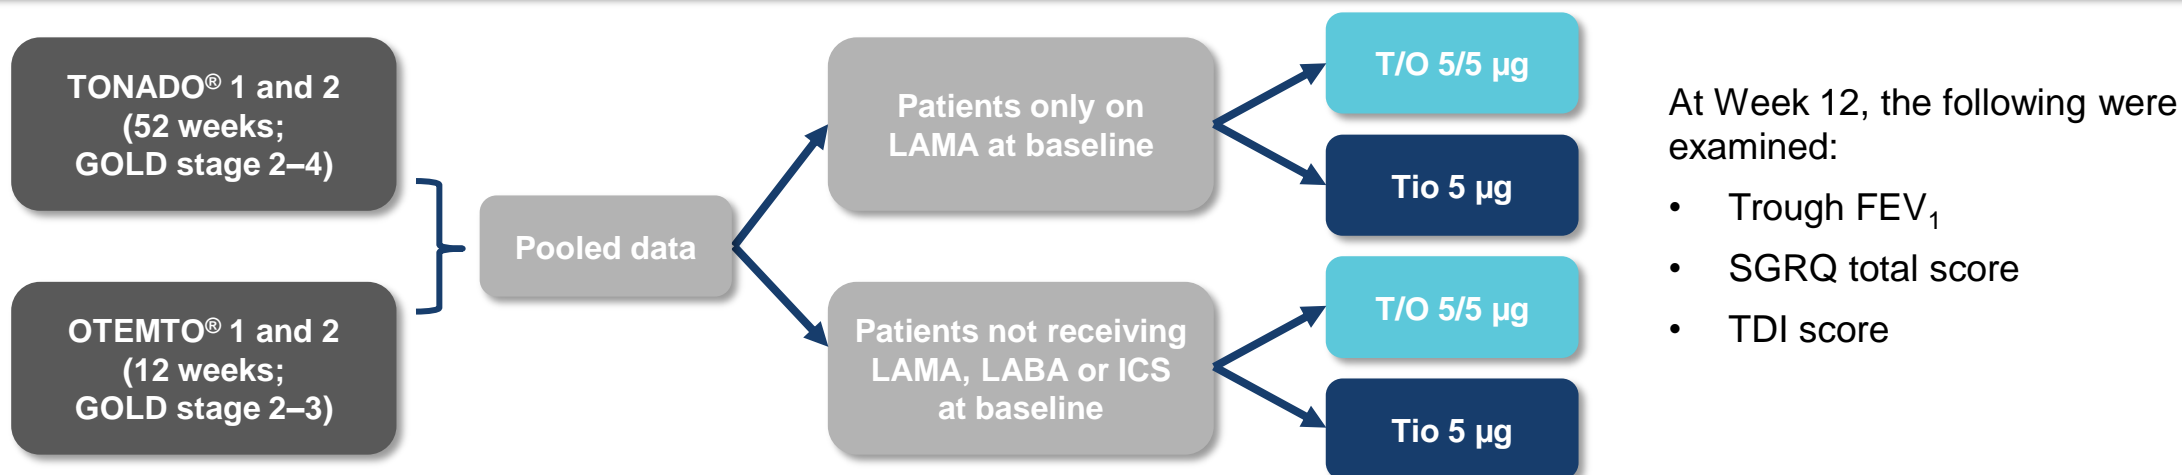 TONADO® 1 and 2
(52 weeks;
GOLD stage 2–4)
OTEMTO® 1 and 2
(12 weeks;
GOLD stage 2–3)
Pooled data
Patients only on
LAMA at baseline
Patients not receiving
LAMA, LABA or ICS
at baseline
T/O 5/5 µg
Tio 5 µg
T/O 5/5 µg
Tio 5 µg
At Week 12, the following were
examined:
• Trough FEV₁
• SGRQ total score
• TDI score